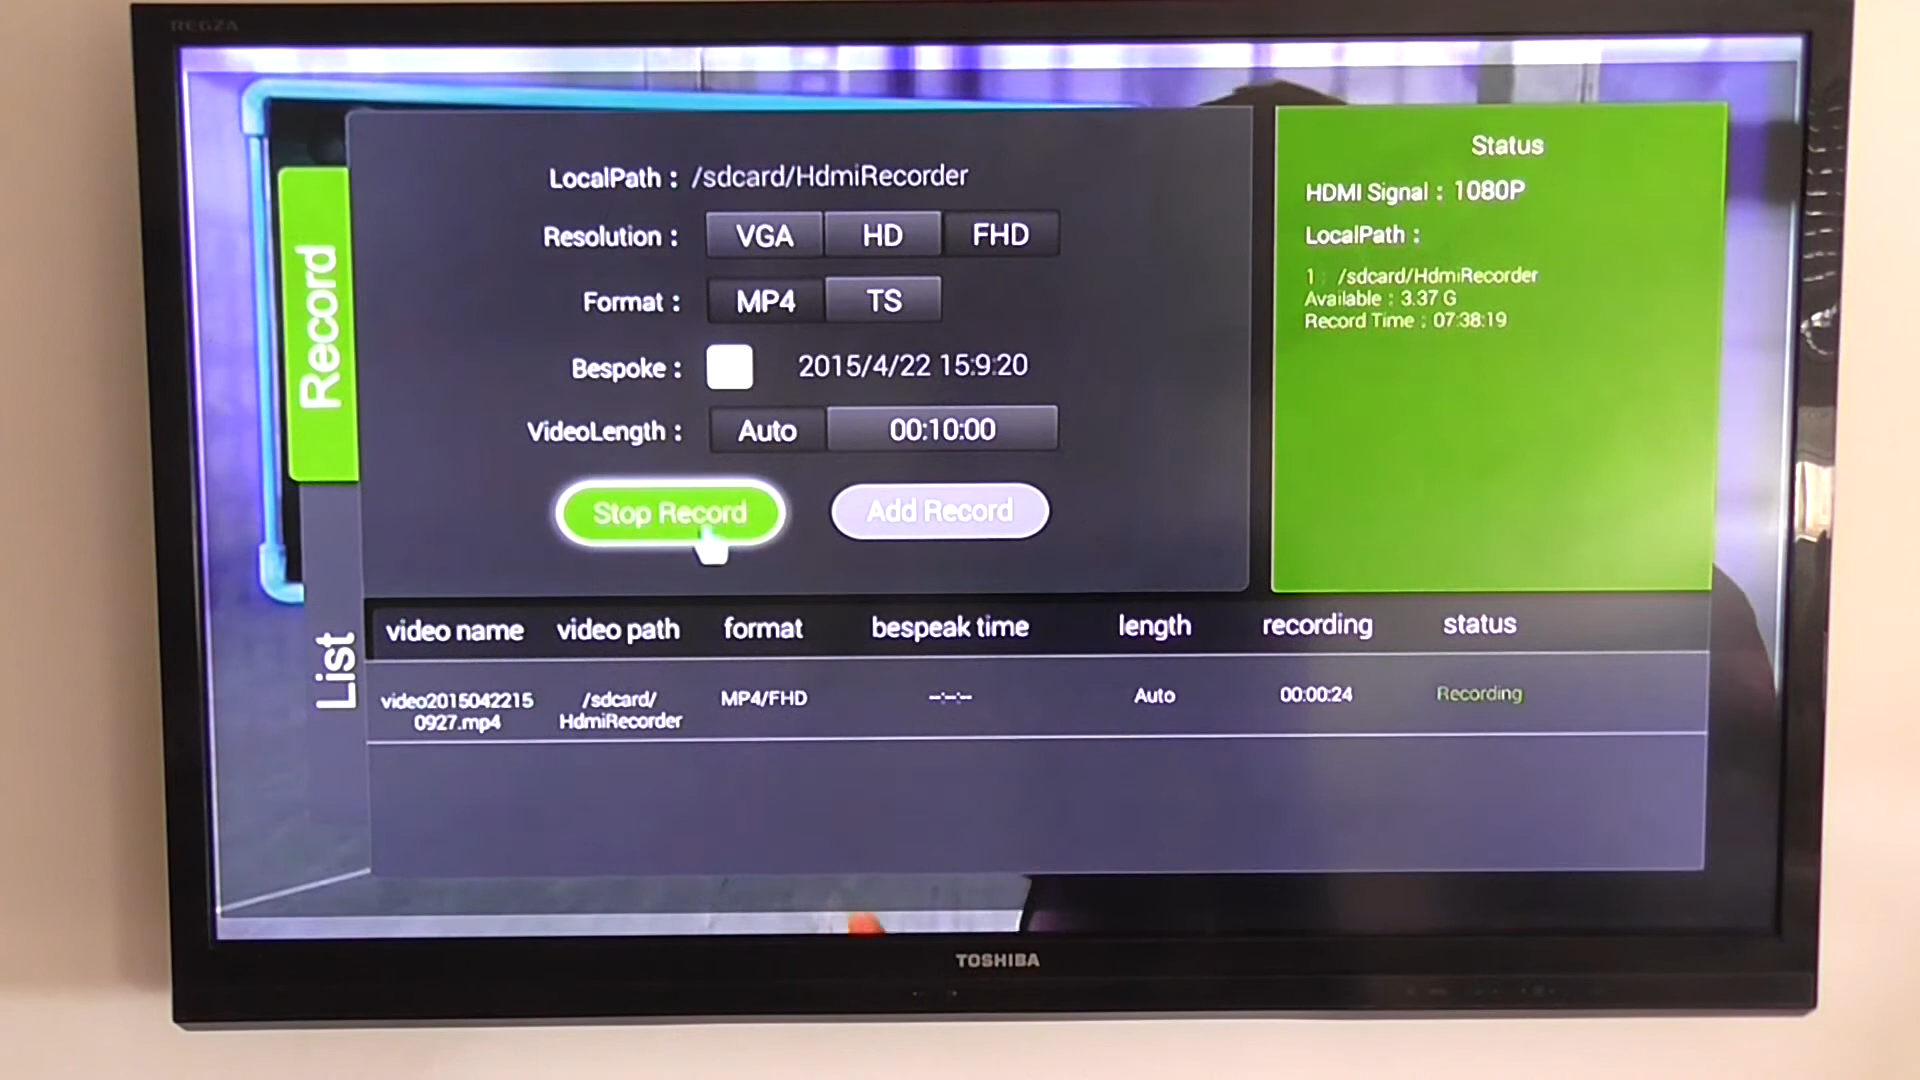 REGZA
Record
List
LocalPath : /sdcard/HdmiRecorder
Resolution : VGA HD FHD
Format : MP4 TS
Bespoke : 2015/4/22 15:9:20
VideoLength : Auto 00:10:00
Stop Record Add Record
Status
HDMI Signal : 1080P
LocalPath :
1 : /sdcard/HdmiRecorder
Available : 3.37 G
Record Time : 07:38:19
video name video path format bespeak time length recording status
video2015042215 /sdcard/ MP4/FHD --:--:-- Auto 00:00:24 Recording
0927.mp4 HdmiRecorder
TOSHIBA